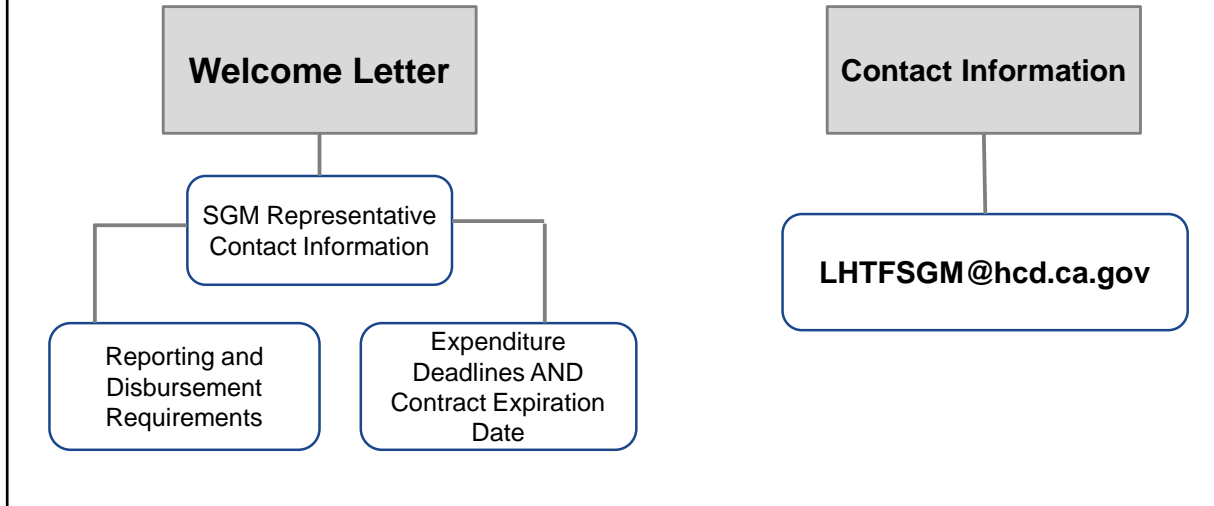 Welcome Letter
SGM Representative
Contact Information
Reporting and
Disbursement
Requirements
Expenditure
Deadlines AND
Contract Expiration
Date
Contact Information
LHTFSGM@hcd.ca.gov